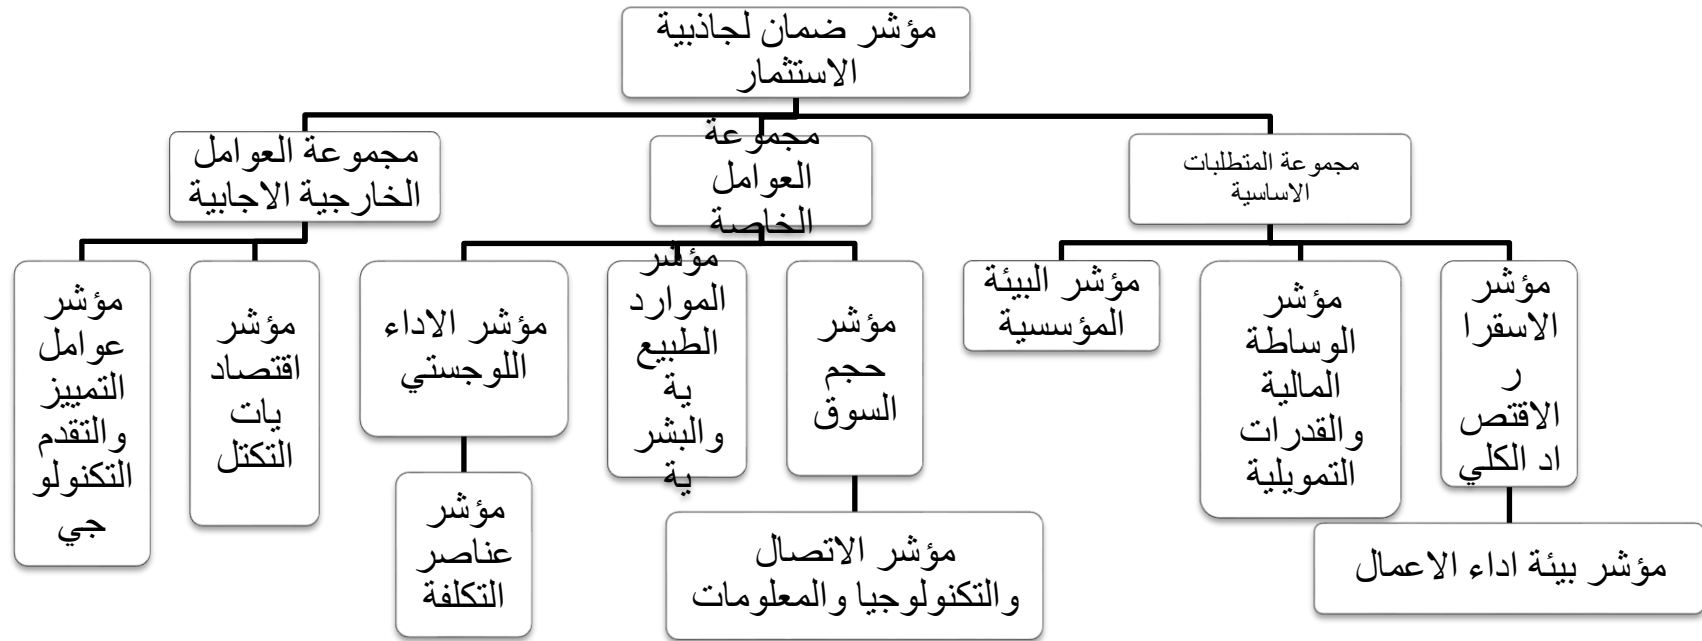 مؤشر ضمان لجاذبية
الاستثمار
مجموعة المتطلبات
الاساسية
مجموعة
العوامل
الخاصة
مجموعة العوامل
الخارجية الاجابية
مؤشر
الاسقرا
ر
الاقتص
اد الكلي
مؤشر
الوساطة
المالية
والقدرات
التمويلية
مؤشر البيئة
المؤسسية
مؤشر
حجم
السوق
مؤشر
الموارد
الطبيع
ية
والبشر
ية
مؤشر الاداء
اللوجستي
مؤشر
اقتصاد
يات
التكتل
مؤشر
عوامل
التمييز
والتقدم
التكنولو
جي
مؤشر بيئة اداء الاعمال
مؤشر الاتصال
والتكنولوجيا والمعلومات
مؤشر
عناصر
التكلفة